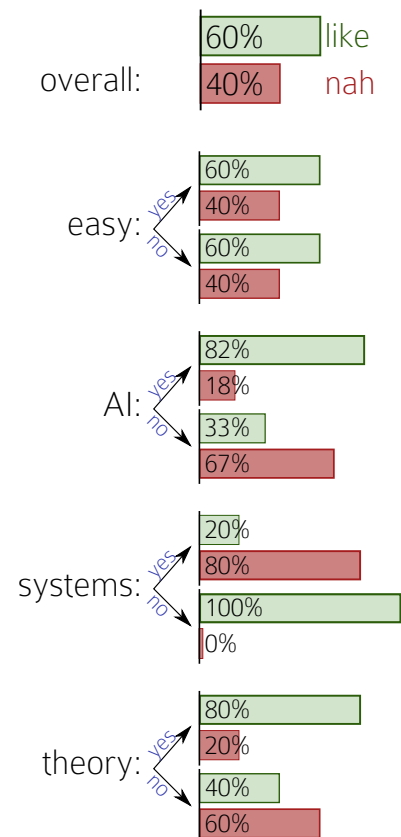 60% like
overall:
40% nah
60%
yes
40%
easy:
60%
no
40%
82%
yes
18%
AI:
33%
no
67%
20%
yes
80%
systems:
100%
no
0%
80%
yes
20%
theory:
40%
no
60%